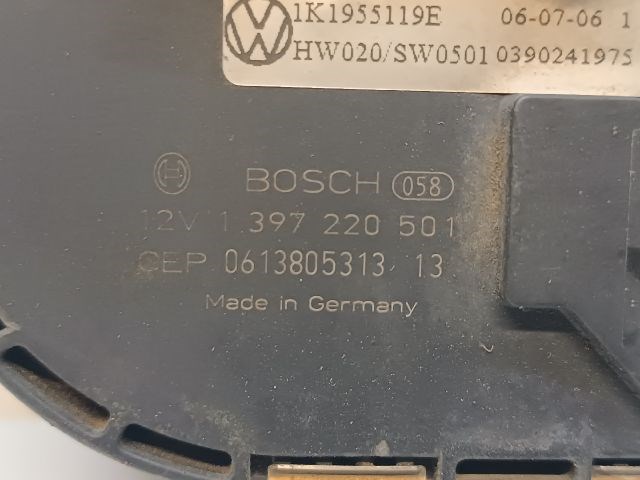 1K1955119E 06-07-06 1
HW020/SW0501 0390241975
BOSCH 058
12V 1 397 220 501
CEP 0613805313 13
Made in Germany